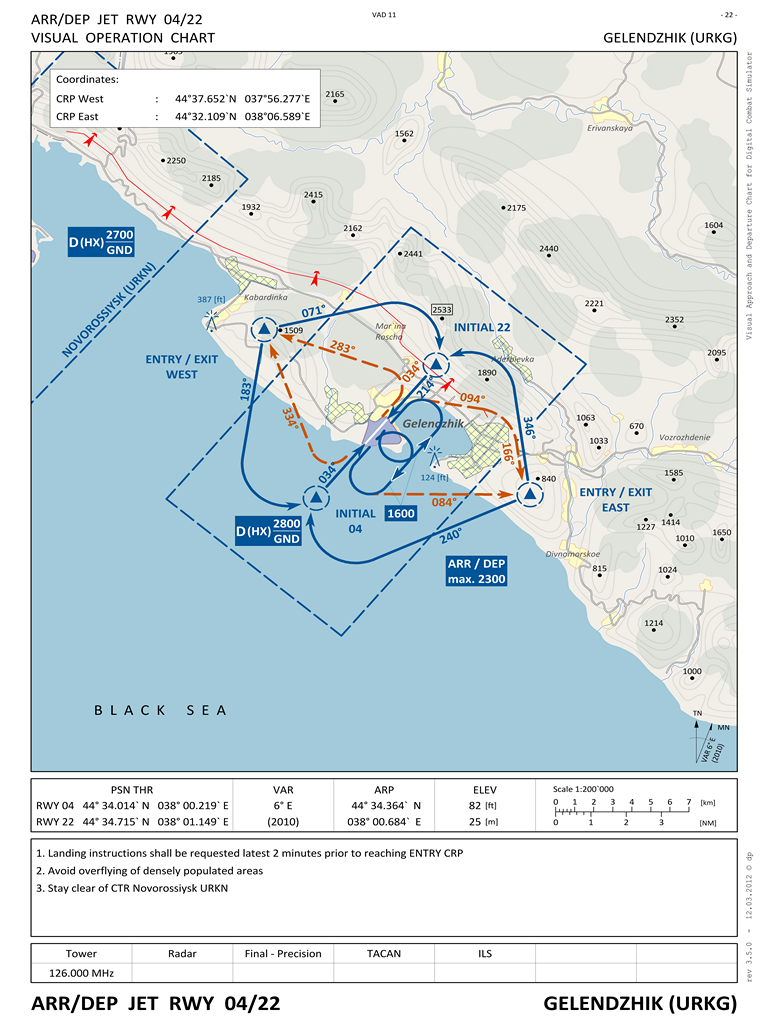 ARR/DEP JET RWY 04/22
VAD 11
- 22 -
VISUAL OPERATION CHART
GELENDZHIK (URKG)
Coordinates:
CRP West : 44°37.652`N 037°56.277`E
CRP East : 44°32.109`N 038°06.589`E
2165
1562
Erivanskaya
2250
2185
1932
2415
2175
1604
2162
2441
2440
D (HX) 2700
GND
NOVOROSSIYSK (URKN)
387 [ft]
Kabardinka
071°
2533
2221
2352
1509
Mar`ina
Roscha
INITIAL 22
2095
283°
Aderbievka
ENTRY / EXIT
WEST
034°
1890
183°
214°
094°
334°
Gelendzhik
346°
1063
670
1033
Vozrozhdenie
166°
124 [ft]
840
1585
034°
084°
ENTRY / EXIT
EAST
INITIAL
04
1600
D (HX) 2800
GND
240°
1227
1414
1010
1650
Divnomorskoe
ARR / DEP
max. 2300
815
1024
1214
1000
BLACK SEA
TN
MN
VAR 6° E
(2010)
PSN THR
VAR
ARP
ELEV
Scale 1:200`000
RWY 04 44° 34.014` N 038° 00.219` E
6° E
44° 34.364` N
82 [ft]
0 1 2 3 4 5 6 7 [km]
RWY 22 44° 34.715` N 038° 01.149` E
(2010)
038° 00.684` E
25 [m]
0 1 2 3 [NM]
1. Landing instructions shall be requested latest 2 minutes prior to reaching ENTRY CRP
2. Avoid overflying of densely populated areas
3. Stay clear of CTR Novorossiysk URKN
Tower
Radar
Final - Precision
TACAN
ILS
126.000 MHz
ARR/DEP JET RWY 04/22
GELENDZHIK (URKG)
Visual Approach and Departure Chart for Digital Combat Simulator
rev 3.5.0 - 12.03.2012 © dp